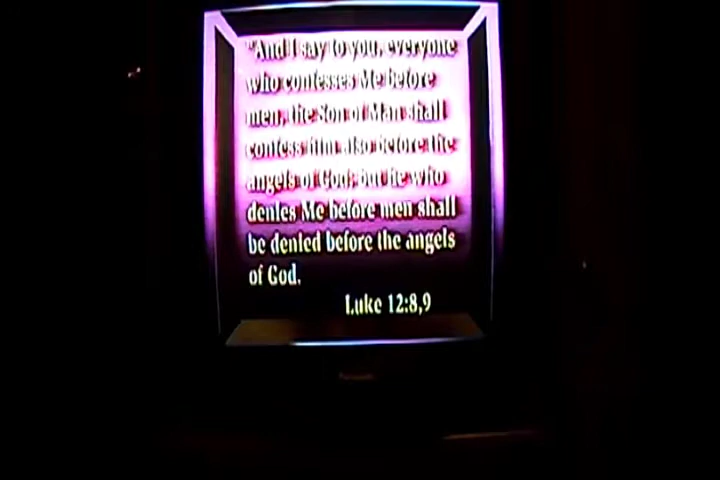 "And I say to you, everyone
who confesses Me before
men, the Son of Man shall
confess him also before the
angels of God; but he who
denies Me before men shall
be denied before the angels
of God.
Luke 12:8,9